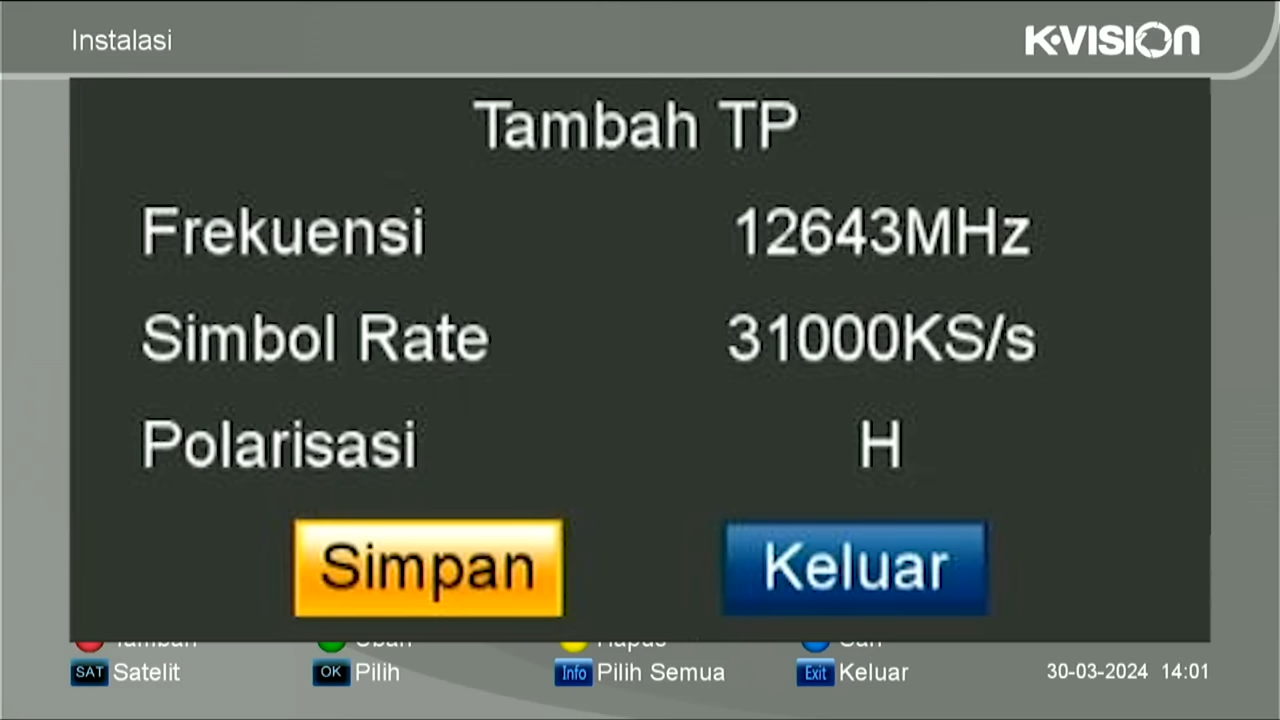 Instalasi
K-VISION
Tambah TP
Frekuensi 12643MHz
Simbol Rate 31000KS/s
Polarisasi H
Simpan Keluar
SAT Satelit OK Pilih Info Pilih Semua Exit Keluar 30-03-2024 14:01